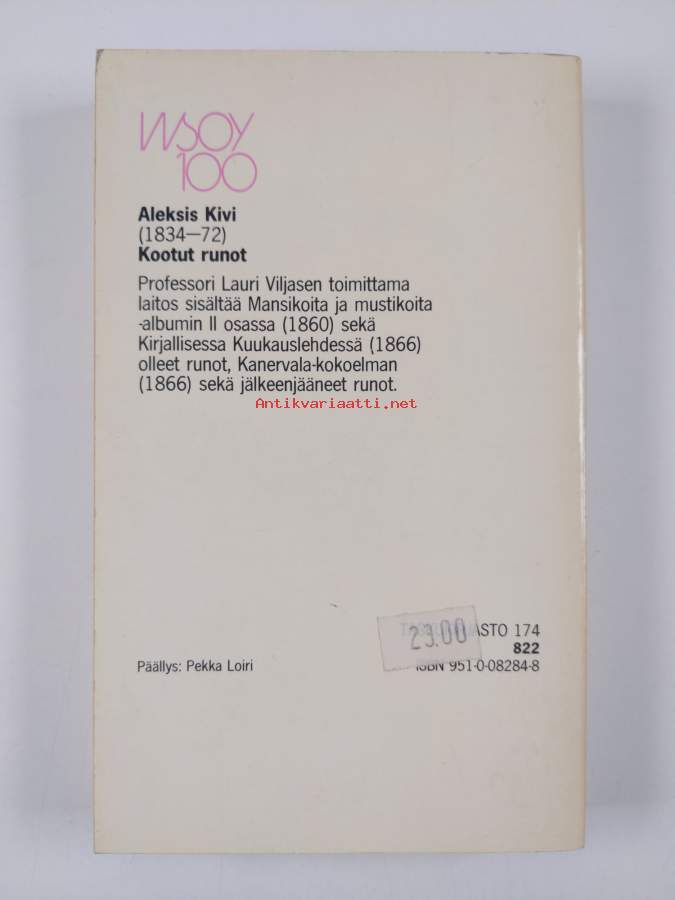 WSOY
100
Aleksis Kivi
(1834—72)
Kootut runot
Professori Lauri Viljasen toimittama
laitos sisältää Mansikoita ja mustikoita
-albumin II osassa (1860) sekä
Kirjallisessa Kuukauslehdessä (1866)
olleet runot, Kanervala-kokoelman
(1866) sekä jälkeenjääneet runot.
Antikvariaatti.net
23.00
ASTO 174
822
Päällys: Pekka Loiri
ISBN 951-0-08284-8